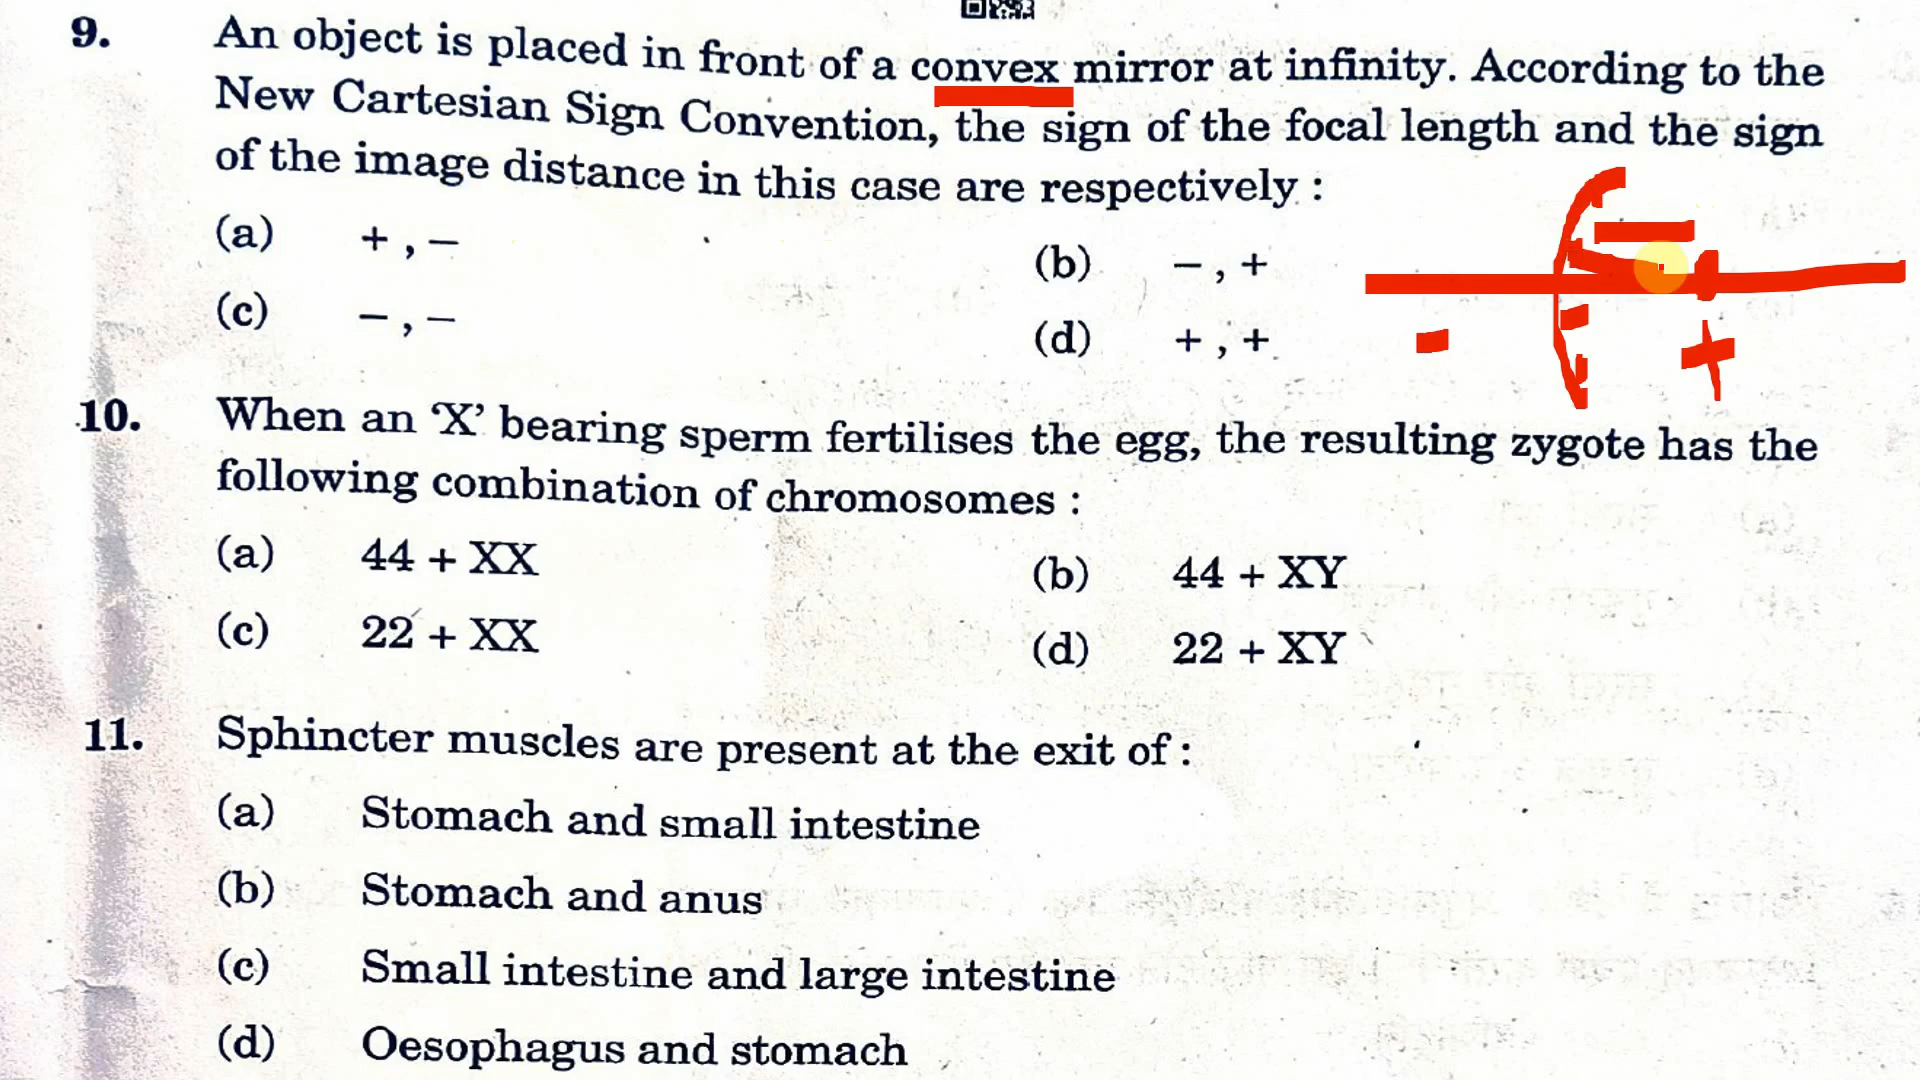 9. An object is placed in front of a convex mirror at infinity. According to the
New Cartesian Sign Convention, the sign of the focal length and the sign
of the image distance in this case are respectively :
(a) + , – (b) – , +
(c) – , – (d) + , +
- +
10. When an ‘X’ bearing sperm fertilises the egg, the resulting zygote has the
following combination of chromosomes :
(a) 44 + XX (b) 44 + XY
(c) 22 + XX (d) 22 + XY
11. Sphincter muscles are present at the exit of :
(a) Stomach and small intestine
(b) Stomach and anus
(c) Small intestine and large intestine
(d) Oesophagus and stomach